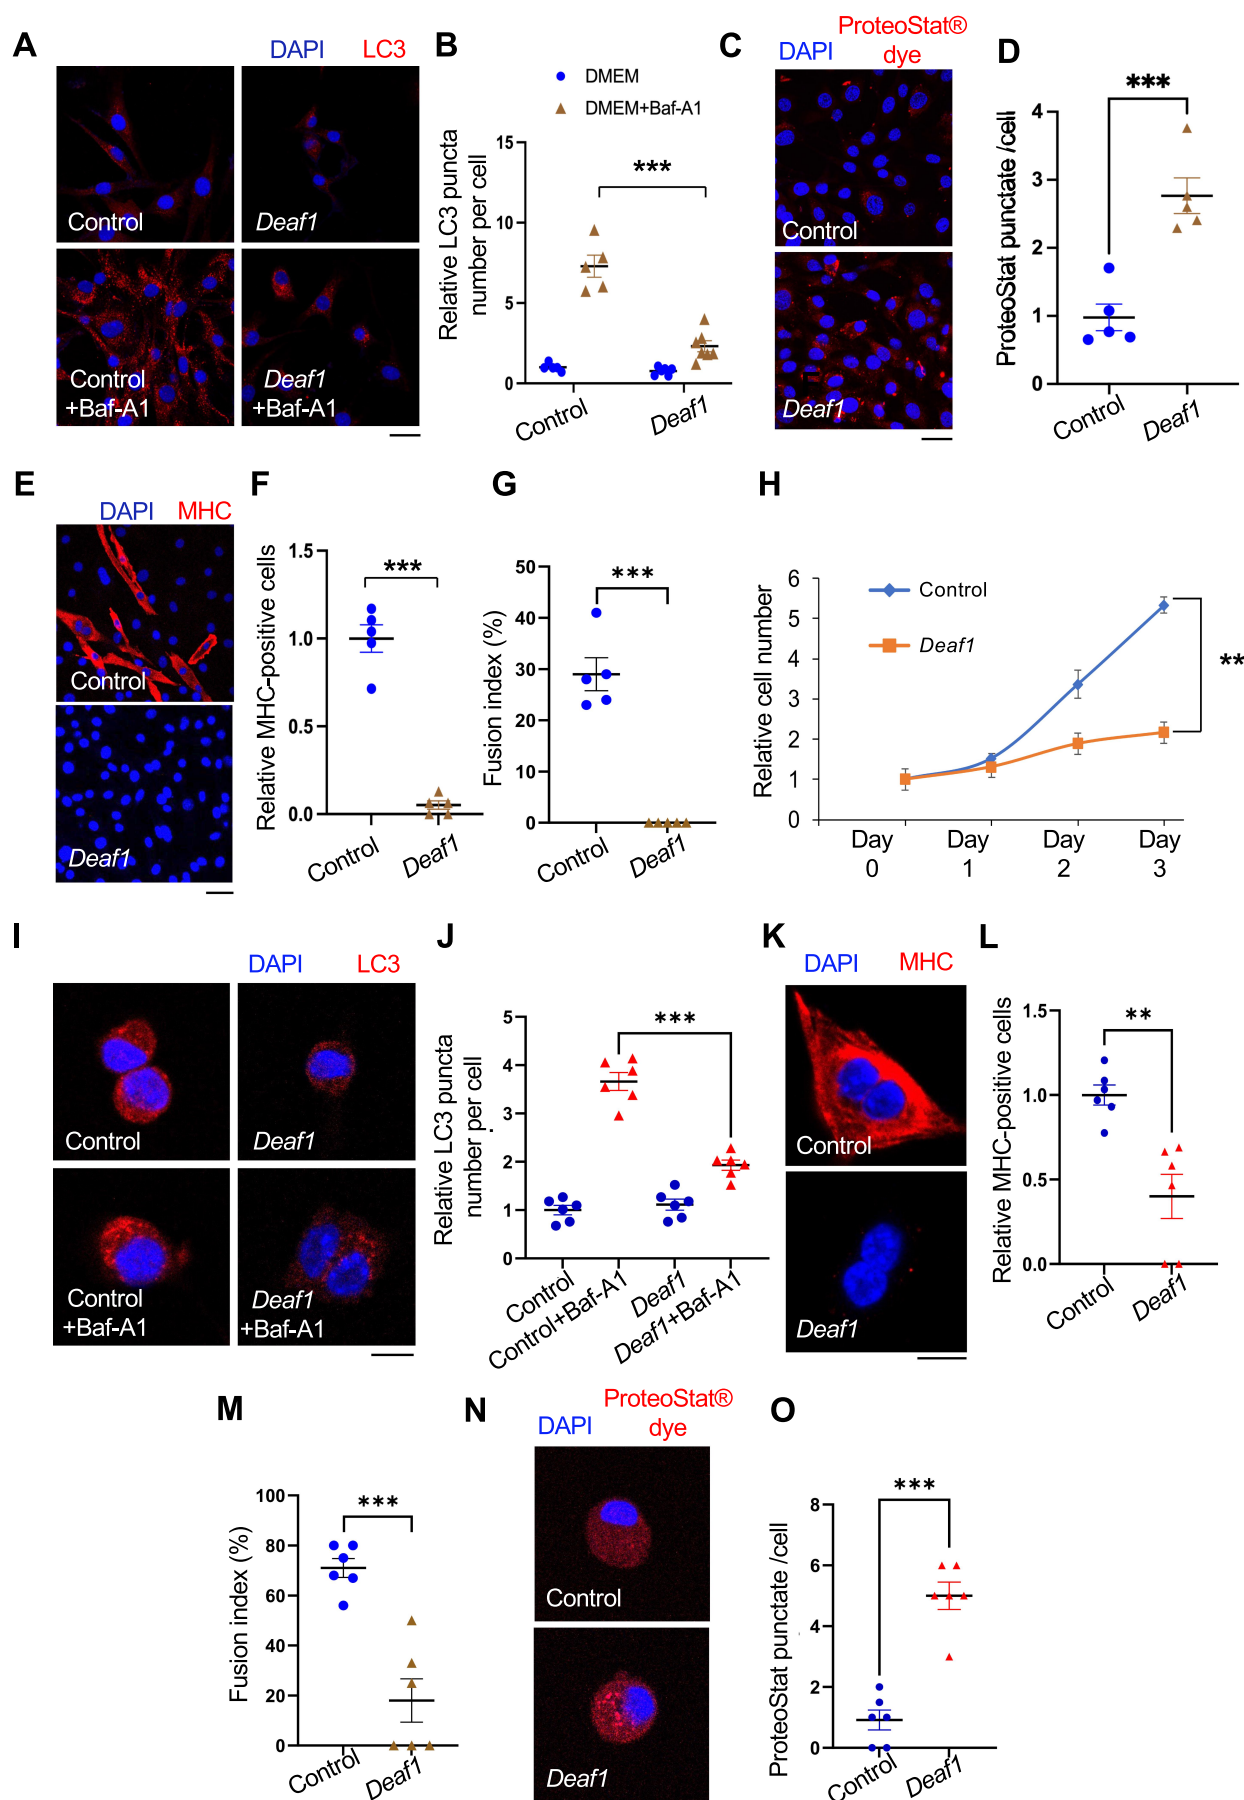 A
DAPI LC3
Control
Deaf1
Control
+Baf-A1
Deaf1
+Baf-A1
B
DMEM
DMEM+Baf-A1
Relative LC3 puncta
number per cell
15
10
5
0
***
Control
Deaf1
C
ProteoStat®
DAPI dye
Control
Deaf1
D
ProteoStat punctate /cell
4
3
2
1
0
***
Control
Deaf1
E
DAPI MHC
Control
Deaf1
F
Relative MHC-positive cells
1.5
1.0
0.5
0.0
***
Control
Deaf1
G
Fusion index (%)
50
40
30
20
10
0
***
Control
Deaf1
H
Relative cell number
6
5
4
3
2
1
0
Control
Deaf1
**
Day Day Day Day
0 1 2 3
I
DAPI LC3
Control
Deaf1
Control
+Baf-A1
Deaf1
+Baf-A1
J
Relative LC3 puncta
number per cell
5
4
3
2
1
0
***
Control
Control+Baf-A1
Deaf1
Deaf1+Baf-A1
K
DAPI MHC
Control
Deaf1
L
Relative MHC-positive cells
1.5
1.0
0.5
0.0
**
Control
Deaf1
M
Fusion index (%)
100
80
60
40
20
0
***
Control
Deaf1
N
ProteoStat®
DAPI dye
Control
Deaf1
O
ProteoStat punctate /cell
8
6
4
2
0
***
Control
Deaf1